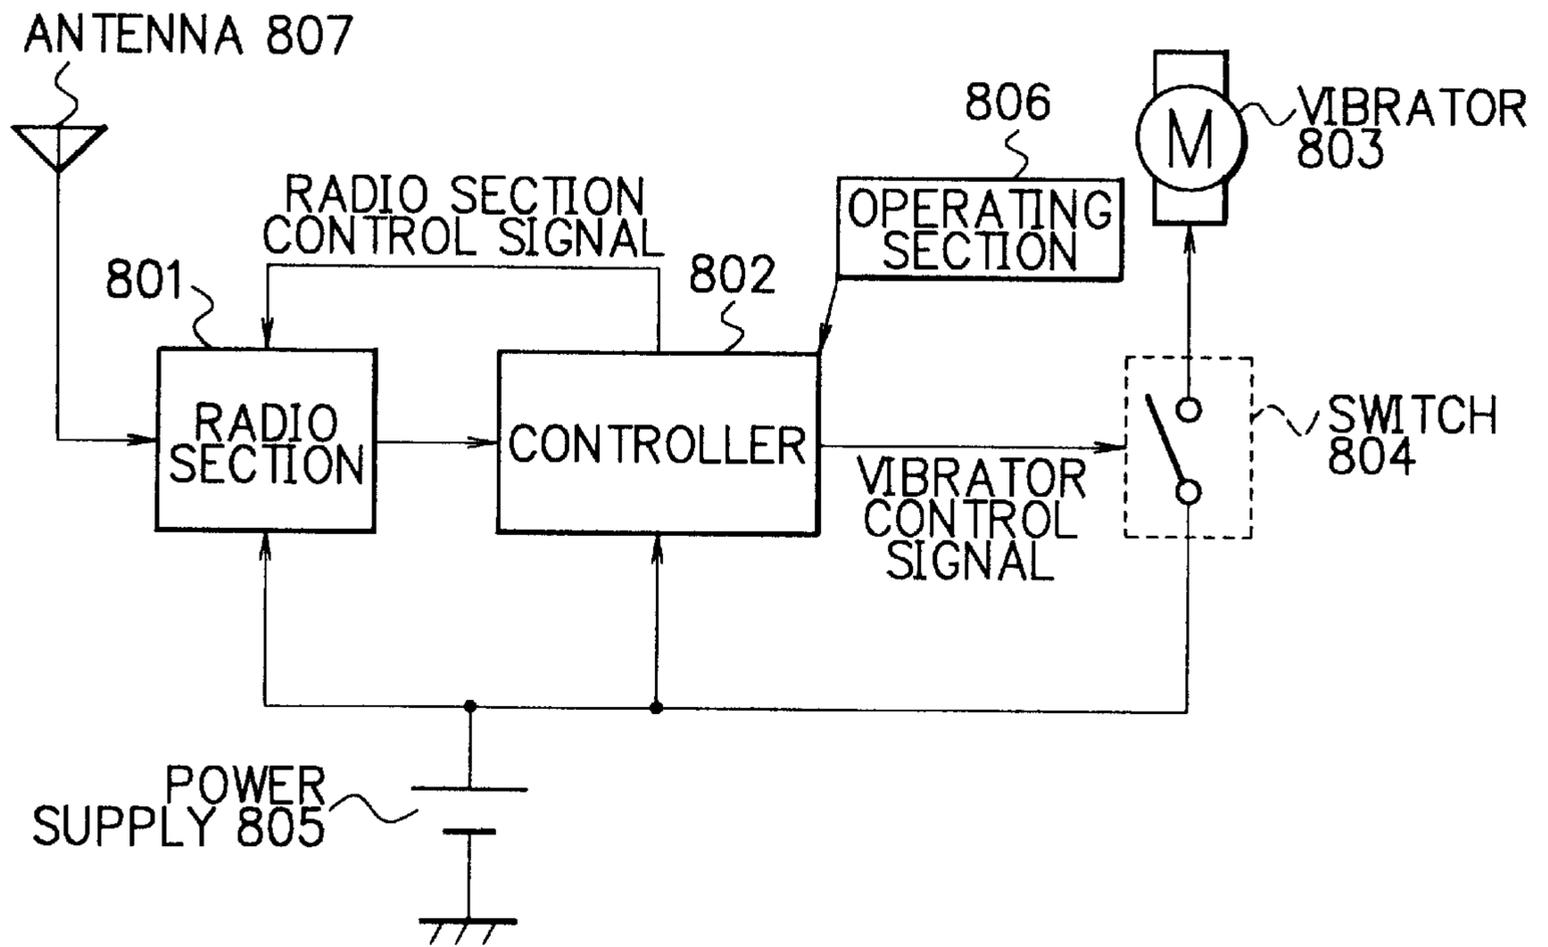 ANTENNA 807
806
VIBRATOR
803
M
RADIO SECTION
CONTROL SIGNAL
OPERATING
SECTION
801
802
RADIO
SECTION
CONTROLLER
SWITCH
804
VIBRATOR
CONTROL
SIGNAL
POWER
SUPPLY 805